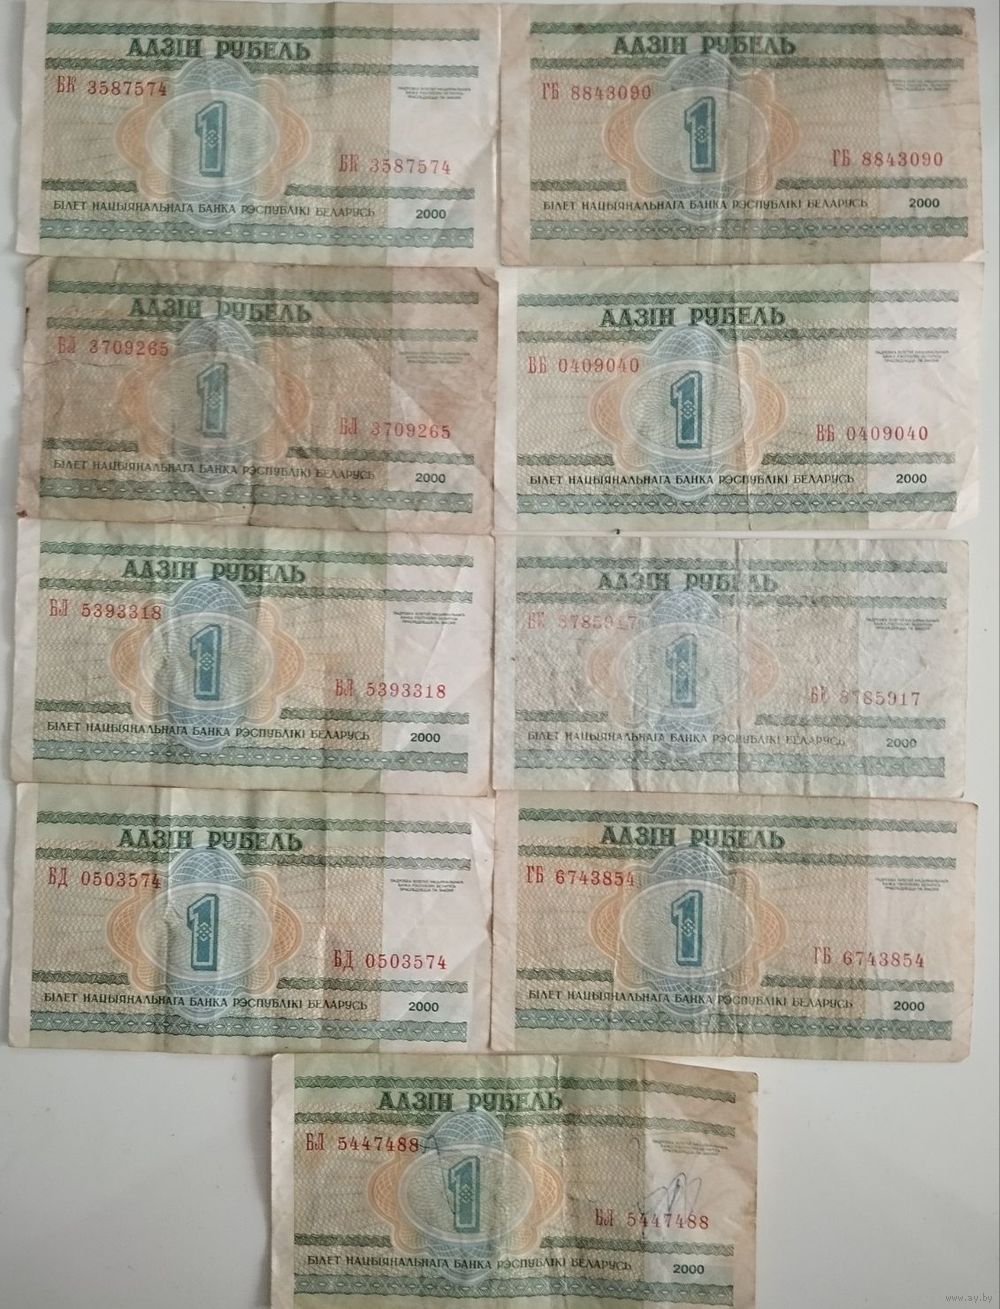 АДЗІН РУБЕЛЬ
БК 3587574
1
БК 3587574
БІЛЕТ НАЦЫЯНАЛЬНАГА БАНКА РЭСПУБЛІКІ БЕЛАРУСЬ 2000
АДЗІН РУБЕЛЬ
ГБ 8843090
1
ГБ 8843090
БІЛЕТ НАЦЫЯНАЛЬНАГА БАНКА РЭСПУБЛІКІ БЕЛАРУСЬ 2000
АДЗІН РУБЕЛЬ
БЛ 3709265
1
БЛ 3709265
БІЛЕТ НАЦЫЯНАЛЬНАГА БАНКА РЭСПУБЛІКІ БЕЛАРУСЬ 2000
АДЗІН РУБЕЛЬ
ВБ 0409040
1
ВБ 0409040
БІЛЕТ НАЦЫЯНАЛЬНАГА БАНКА РЭСПУБЛІКІ БЕЛАРУСЬ 2000
АДЗІН РУБЕЛЬ
БЛ 5393318
1
БЛ 5393318
БІЛЕТ НАЦЫЯНАЛЬНАГА БАНКА РЭСПУБЛІКІ БЕЛАРУСЬ 2000
АДЗІН РУБЕЛЬ
1
БІЛЕТ НАЦЫЯНАЛЬНАГА БАНКА РЭСПУБЛІКІ БЕЛАРУСЬ 2000
АДЗІН РУБЕЛЬ
БД 0503574
1
БД 0503574
БІЛЕТ НАЦЫЯНАЛЬНАГА БАНКА РЭСПУБЛІКІ БЕЛАРУСЬ 2000
АДЗІН РУБЕЛЬ
ГБ 6743854
1
ГБ 6743854
БІЛЕТ НАЦЫЯНАЛЬНАГА БАНКА РЭСПУБЛІКІ БЕЛАРУСЬ 2000
АДЗІН РУБЕЛЬ
БЛ 5447488
1
БЛ 5447488
БІЛЕТ НАЦЫЯНАЛЬНАГА БАНКА РЭСПУБЛІКІ БЕЛАРУСЬ 2000
www.ay.by